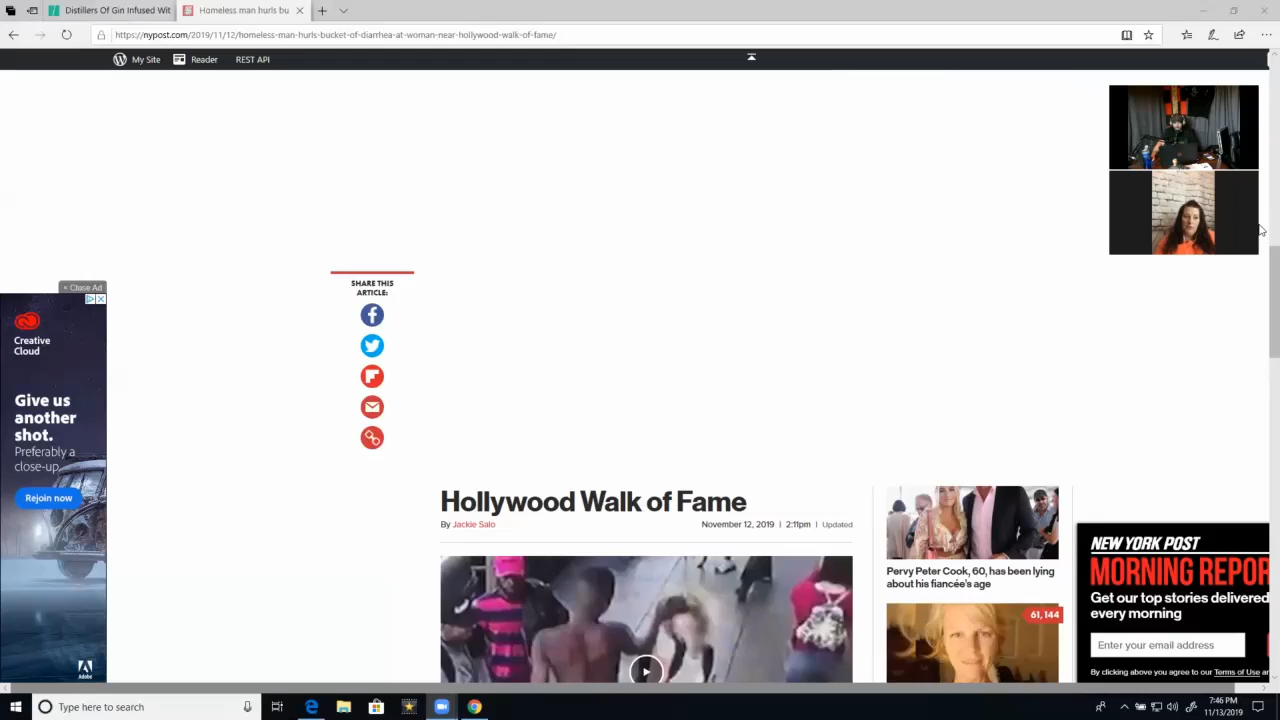 Distillers Of Gin Infused Wit
Homeless man hurls bu
https://nypost.com/2019/11/12/homeless-man-hurls-bucket-of-diarrhea-at-woman-near-hollywood-walk-of-fame/
My Site
Reader
REST API
SHARE THIS
ARTICLE:
× Close Ad
Creative
Cloud
Give us
another
shot.
Preferably a
close-up.
Rejoin now
Adobe
Hollywood Walk of Fame
By Jackie Salo
November 12, 2019 | 2:11pm | Updated
Pervy Peter Cook, 60, has been lying
about his fiancée's age
61,144
NEW YORK POST
MORNING REPOR
Get our top stories delivered
every morning
Enter your email address
By clicking above you agree to our Terms of Use an
Type here to search
7:46 PM
11/13/2019